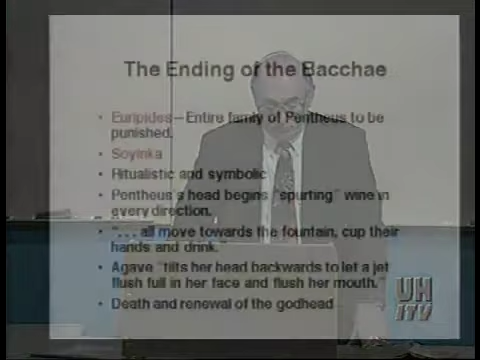 The Ending of the Bacchae
• Euripides—Entire family of Pentheus to be
punished.
• Soyinka
• Ritualistic and symbolic
• Pentheus's head begins "spurting" wine in
every direction.
• ". . . all move towards the fountain, cup their
hands and drink."
• Agave "tilts her head backwards to let a jet
flush full in her face and flush her mouth."
• Death and renewal of the godhead
UH
ITV